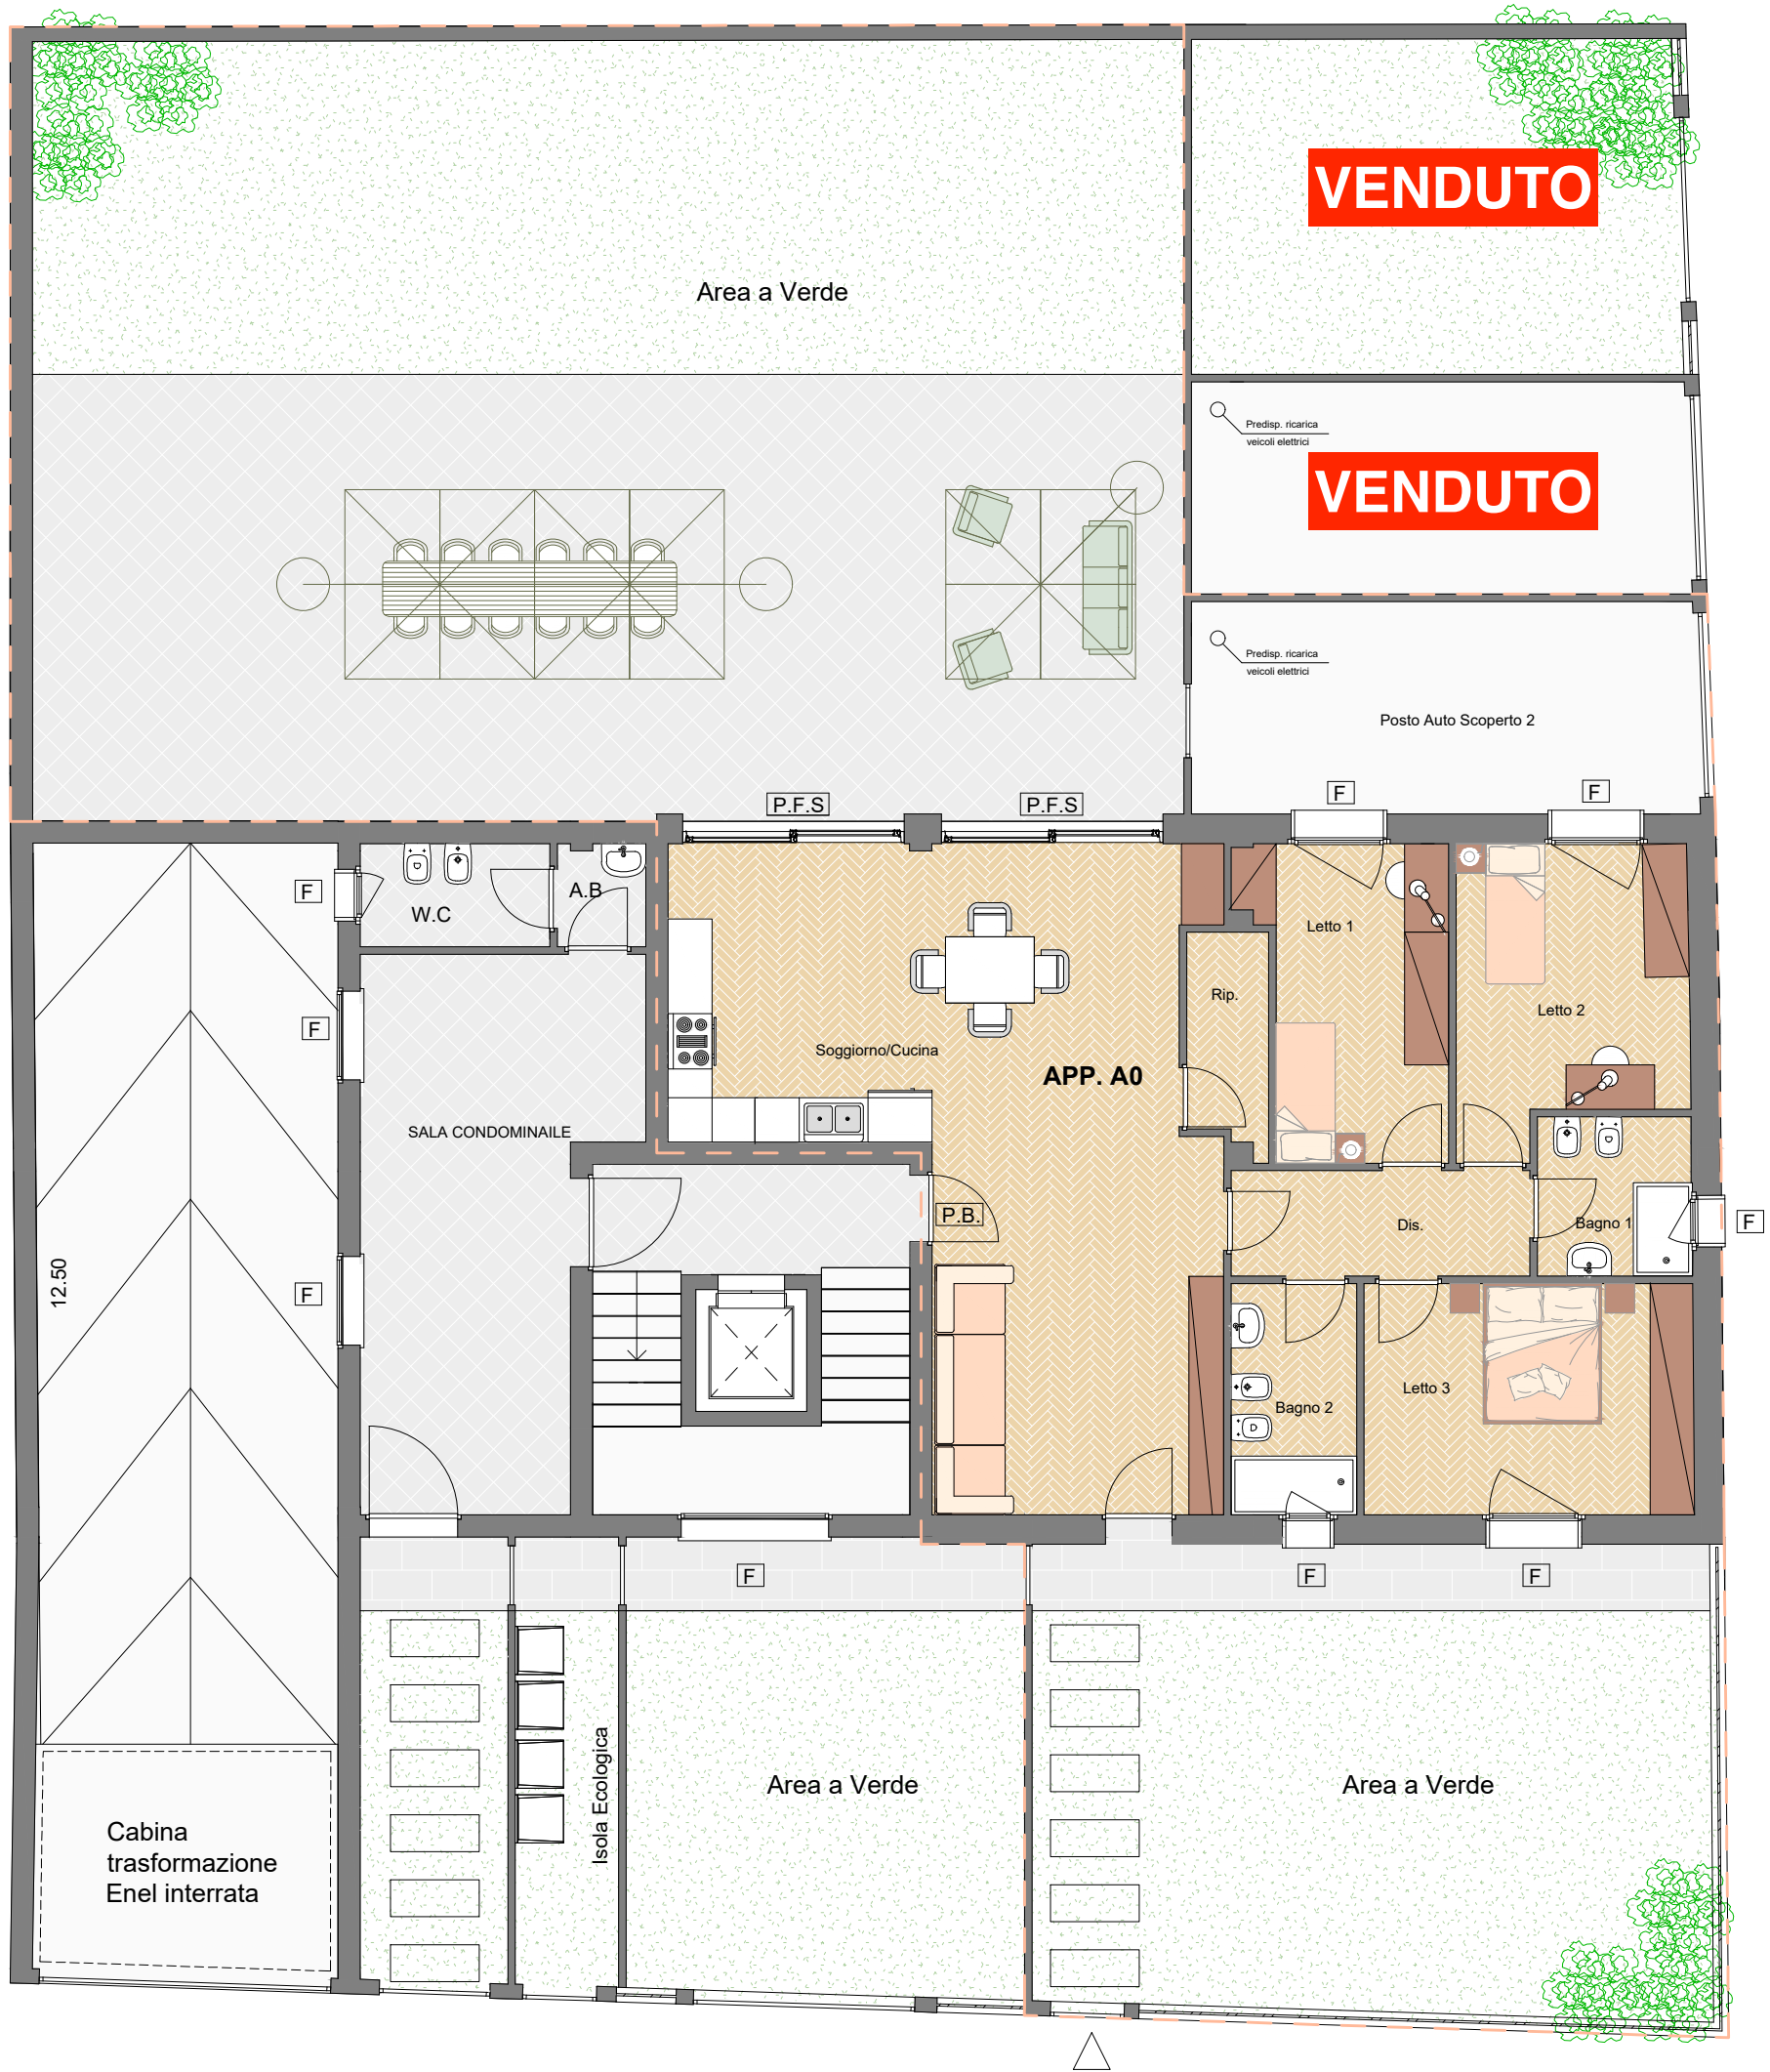 VENDUTO
Area a Verde
Predisp. ricarica
veicoli elettrici
VENDUTO
Predisp. ricarica
veicoli elettrici
Posto Auto Scoperto 2
P.F.S
P.F.S
F
F
F
W.C
A.B
Letto 1
Rip.
Letto 2
F
Soggiorno/Cucina
APP. A0
SALA CONDOMINAILE
P.B.
Dis.
Bagno 1
F
12.50
F
Letto 3
Bagno 2
F
F
F
Isola Ecologica
Area a Verde
Area a Verde
Cabina
trasformazione
Enel interrata